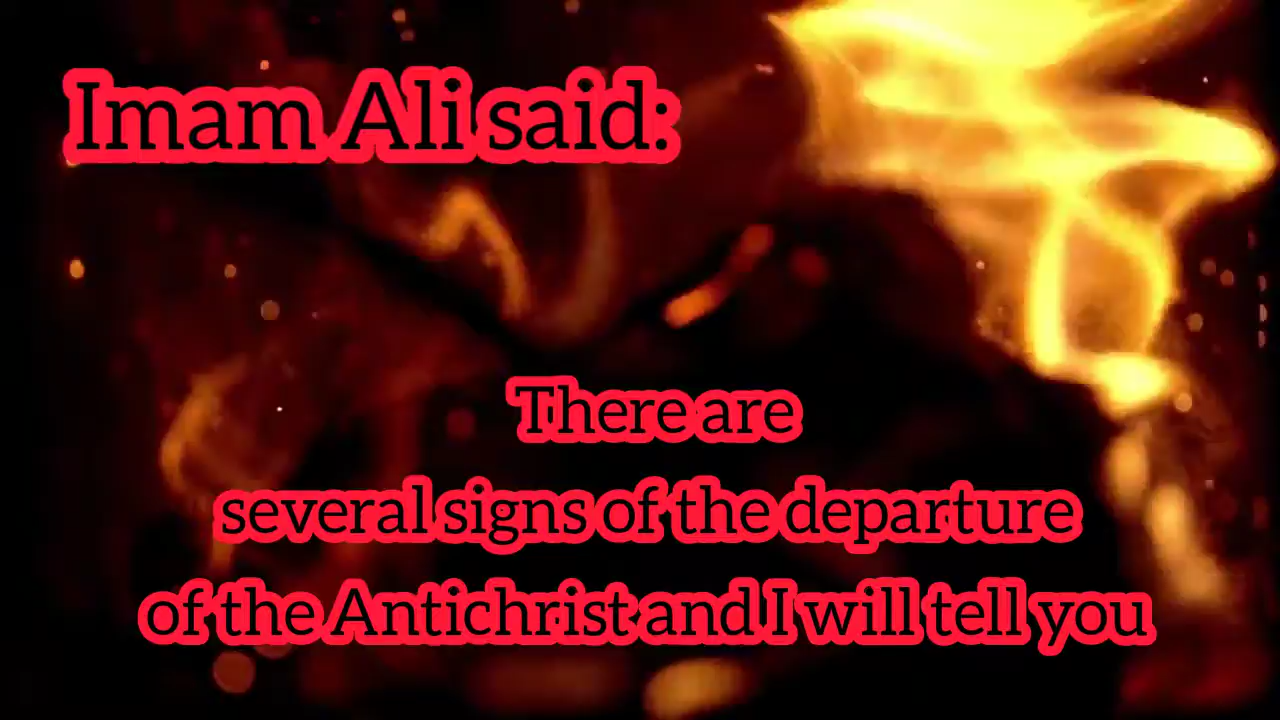 Imam Ali said:
There are
several signs of the departure
of the Antichrist and I will tell you